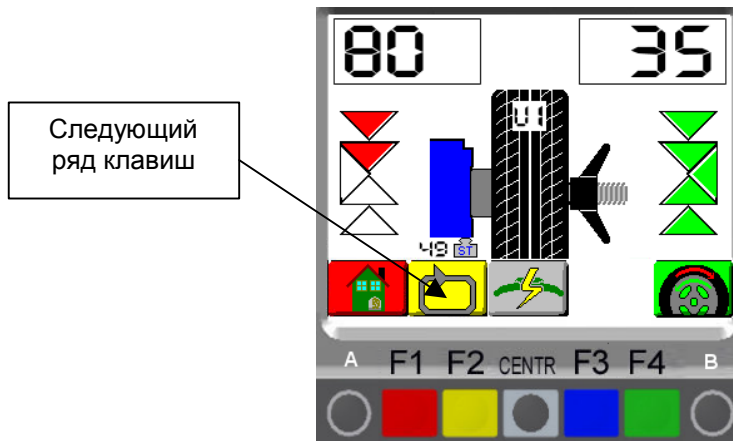 80 35
Следующий
ряд клавиш
U1
49 ST
A F1 F2 CENTR F3 F4 B